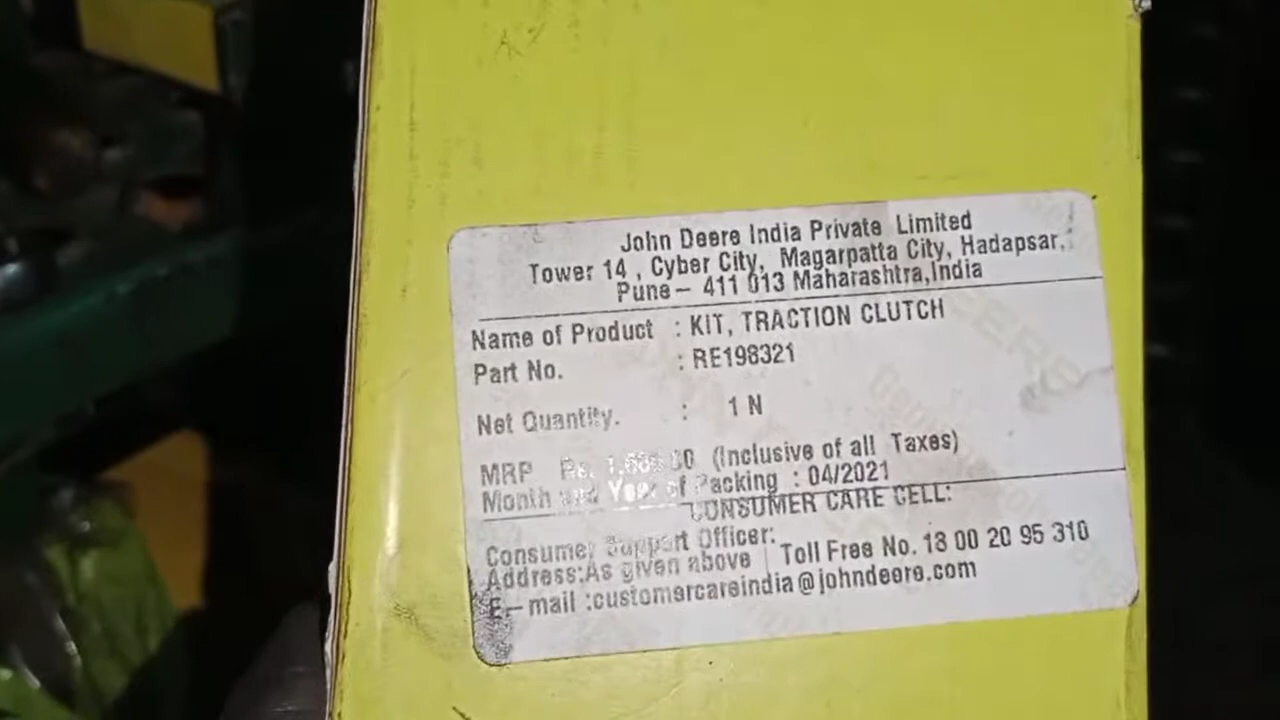 John Deere India Private Limited
Tower 14 , Cyber City, Magarpatta City, Hadapsar,
Pune – 411 013 Maharashtra,India
Name of Product : KIT, TRACTION CLUTCH
Part No. : RE198321
Net Quantity. : 1 N
MRP Rs. (Inclusive of all Taxes)
Month and Year of Packing : 04/2021
CONSUMER CARE CELL:
Consumer Support Officer:
Address:As given above Toll Free No. 18 00 20 95 310
E–mail :customercareindia@johndeere.com